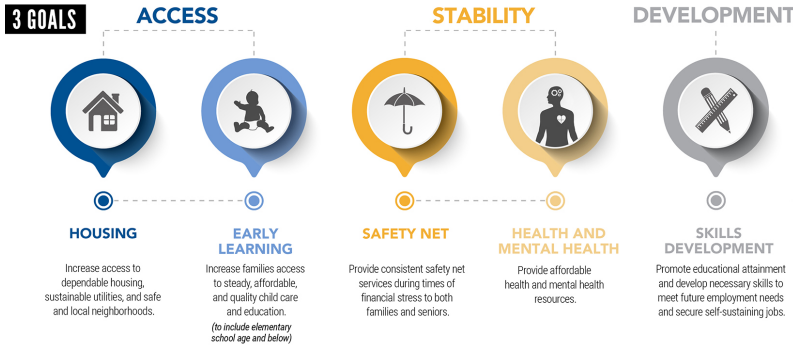 3 GOALS
ACCESS
STABILITY
DEVELOPMENT
HOUSING
Increase access to
dependable housing,
sustainable utilities, and safe
and local neighborhoods.
EARLY
LEARNING
Increase families access
to steady, affordable,
and quality child care
and education.
(to include elementary
school age and below)
SAFETY NET
Provide consistent safety net
services during times of
financial stress to both
families and seniors.
HEALTH AND
MENTAL HEALTH
Provide affordable
health and mental health
resources.
SKILLS
DEVELOPMENT
Promote educational attainment
and develop necessary skills to
meet future employment needs
and secure self-sustaining jobs.